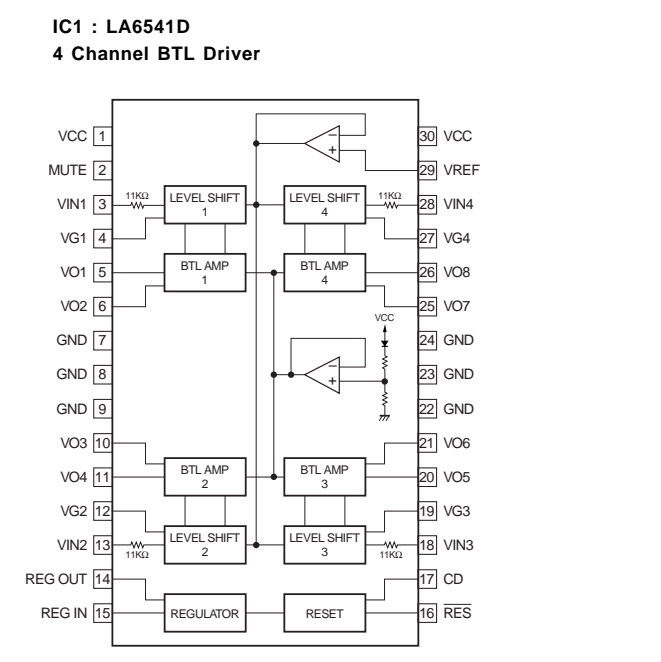 IC1 : LA6541D
4 Channel BTL Driver
VCC 1
30 VCC
MUTE 2
29 VREF
VIN1 3
11KΩ
LEVEL SHIFT
1
LEVEL SHIFT
4
11KΩ
28 VIN4
VG1 4
27 VG4
VO1 5
BTL AMP
1
BTL AMP
4
26 VO8
VO2 6
25 VO7
VCC
GND 7
24 GND
GND 8
23 GND
GND 9
22 GND
VO3 10
21 VO6
VO4 11
BTL AMP
2
BTL AMP
3
20 VO5
VG2 12
19 VG3
VIN2 13
11KΩ
LEVEL SHIFT
2
LEVEL SHIFT
3
11KΩ
18 VIN3
REG OUT 14
17 CD
REG IN 15
REGULATOR
RESET
16 RES